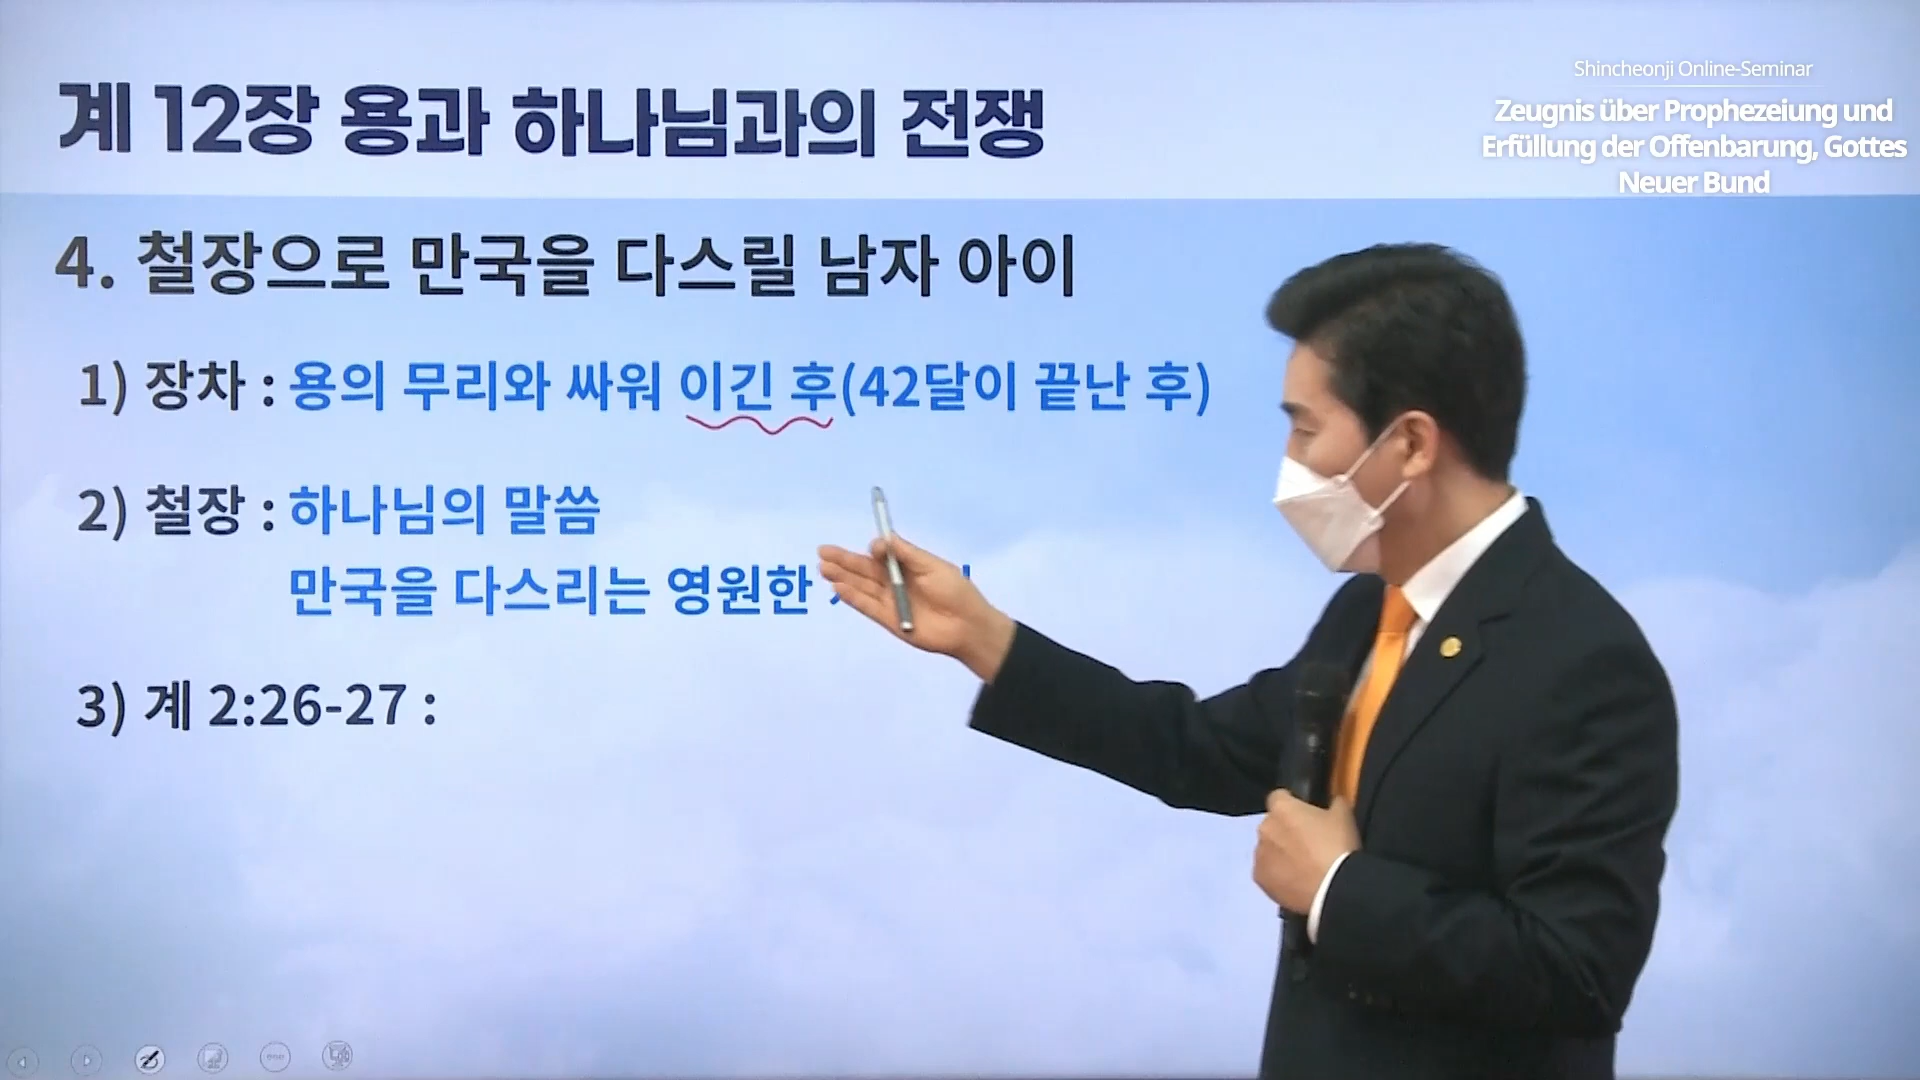 Shincheonji Online-Seminar
Zeugnis über Prophezeiung und
Erfüllung der Offenbarung, Gottes
Neuer Bund
계 12장 용과 하나님과의 전쟁
4. 철장으로 만국을 다스릴 남자 아이
1) 장차 : 용의 무리와 싸워 이긴 후(42달이 끝난 후)
2) 철장 : 하나님의 말씀
만국을 다스리는 영원한
3) 계 2:26-27 :